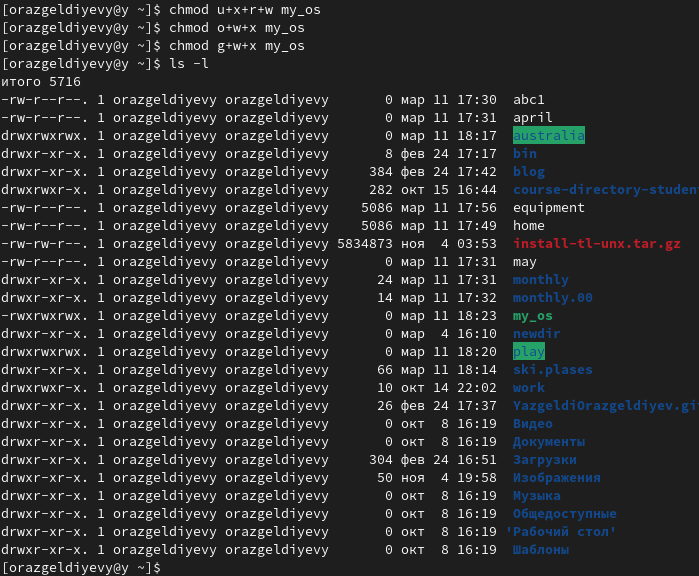 [orazgeldiyevy@y ~]$ chmod u+x+r+w my_os
[orazgeldiyevy@y ~]$ chmod o+w+x my_os
[orazgeldiyevy@y ~]$ chmod g+w+x my_os
[orazgeldiyevy@y ~]$ ls -l
итого 5716
-rw-r--r--. 1 orazgeldiyevy orazgeldiyevy 0 мар 11 17:30 abc1
-rw-r--r--. 1 orazgeldiyevy orazgeldiyevy 0 мар 11 17:31 april
drwxrwxrwx. 1 orazgeldiyevy orazgeldiyevy 0 мар 11 18:17 australia
drwxr-xr-x. 1 orazgeldiyevy orazgeldiyevy 8 фев 24 17:17 bin
drwxr-xr-x. 1 orazgeldiyevy orazgeldiyevy 384 фев 24 17:42 blog
drwxrwxr-x. 1 orazgeldiyevy orazgeldiyevy 282 окт 15 16:44 course-directory-studen
-rw-r--r--. 1 orazgeldiyevy orazgeldiyevy 5086 мар 11 17:56 equipment
-rw-r--r--. 1 orazgeldiyevy orazgeldiyevy 5086 мар 11 17:49 home
-rw-rw-r--. 1 orazgeldiyevy orazgeldiyevy 5834873 ноя 4 03:53 install-tl-unx.tar.gz
-rw-r--r--. 1 orazgeldiyevy orazgeldiyevy 0 мар 11 17:31 may
drwxr-xr-x. 1 orazgeldiyevy orazgeldiyevy 24 мар 11 17:31 monthly
drwxr-xr-x. 1 orazgeldiyevy orazgeldiyevy 14 мар 11 17:32 monthly.00
-rwxrwxrwx. 1 orazgeldiyevy orazgeldiyevy 0 мар 11 18:23 my_os
drwxr-xr-x. 1 orazgeldiyevy orazgeldiyevy 0 мар 4 16:10 newdir
drwxrwxrwx. 1 orazgeldiyevy orazgeldiyevy 0 мар 11 18:20 play
drwxr-xr-x. 1 orazgeldiyevy orazgeldiyevy 66 мар 11 18:14 ski.plases
drwxr-xr-x. 1 orazgeldiyevy orazgeldiyevy 10 окт 14 22:02 work
drwxr-xr-x. 1 orazgeldiyevy orazgeldiyevy 26 фев 24 17:37 YazgeldiOrazgeldiyev.gi
drwxr-xr-x. 1 orazgeldiyevy orazgeldiyevy 0 окт 8 16:19 Видео
drwxr-xr-x. 1 orazgeldiyevy orazgeldiyevy 0 окт 8 16:19 Документы
drwxr-xr-x. 1 orazgeldiyevy orazgeldiyevy 304 фев 24 16:51 Загрузки
drwxr-xr-x. 1 orazgeldiyevy orazgeldiyevy 50 ноя 4 19:58 Изображения
drwxr-xr-x. 1 orazgeldiyevy orazgeldiyevy 0 окт 8 16:19 Музыка
drwxr-xr-x. 1 orazgeldiyevy orazgeldiyevy 0 окт 8 16:19 Общедоступные
drwxr-xr-x. 1 orazgeldiyevy orazgeldiyevy 0 окт 8 16:19 'Рабочий стол'
drwxr-xr-x. 1 orazgeldiyevy orazgeldiyevy 0 окт 8 16:19 Шаблоны
[orazgeldiyevy@y ~]$